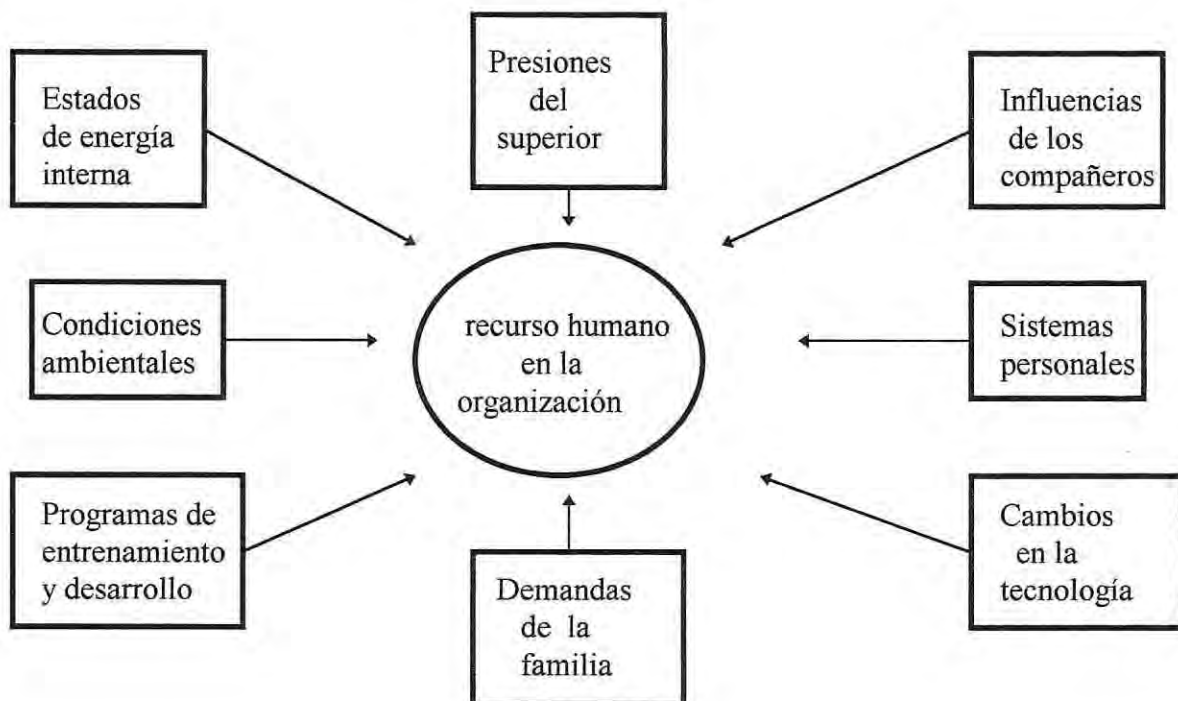 Estados
de energía
interna
Presiones
del
superior
Influencias
de los
compañeros
Condiciones
ambientales
recurso humano
en la
organización
Sistemas
personales
Programas de
entrenamiento
y desarrollo
Demandas
de la
familia
Cambios
en la
tecnología